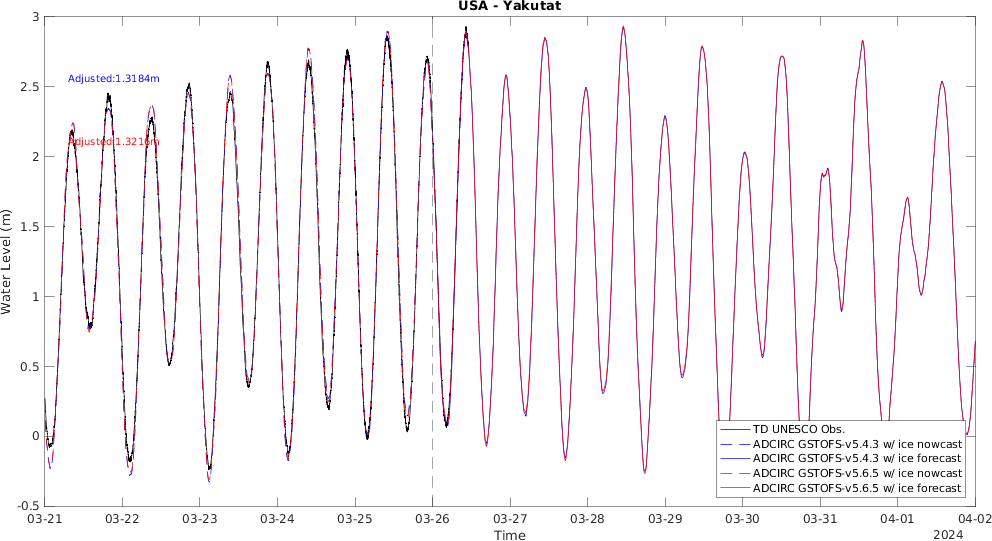 USA - Yakutat
3
2.5
2
1.5
1
0.5
0
-0.5
Water Level (m)
Adjusted:1.3184m
Adjusted:1.3216m
TD UNESCO Obs.
ADCIRC GSTOFS-v5.4.3 w/ ice nowcast
ADCIRC GSTOFS-v5.4.3 w/ ice forecast
ADCIRC GSTOFS-v5.6.5 w/ ice nowcast
ADCIRC GSTOFS-v5.6.5 w/ ice forecast
03-21 03-22 03-23 03-24 03-25 03-26 03-27 03-28 03-29 03-30 03-31 04-01 04-02
Time
2024